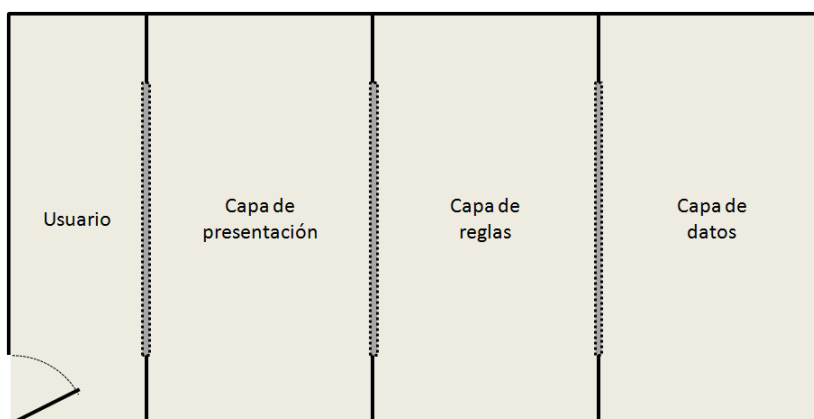 Usuario
Capa de
presentación
Capa de
reglas
Capa de
datos